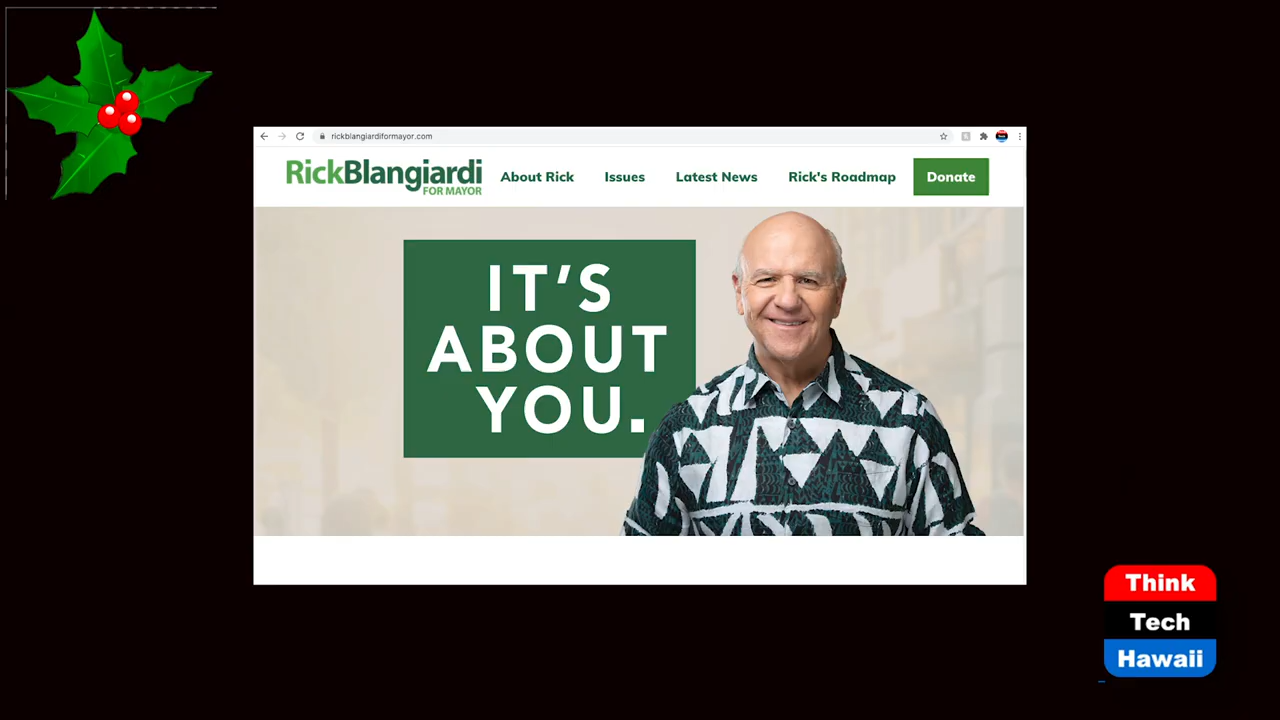 rickblangiardiformayor.com
RickBlangiardi
FOR MAYOR
About Rick
Issues
Latest News
Rick's Roadmap
Donate
IT'S
ABOUT
YOU.
Think
Tech
Hawaii